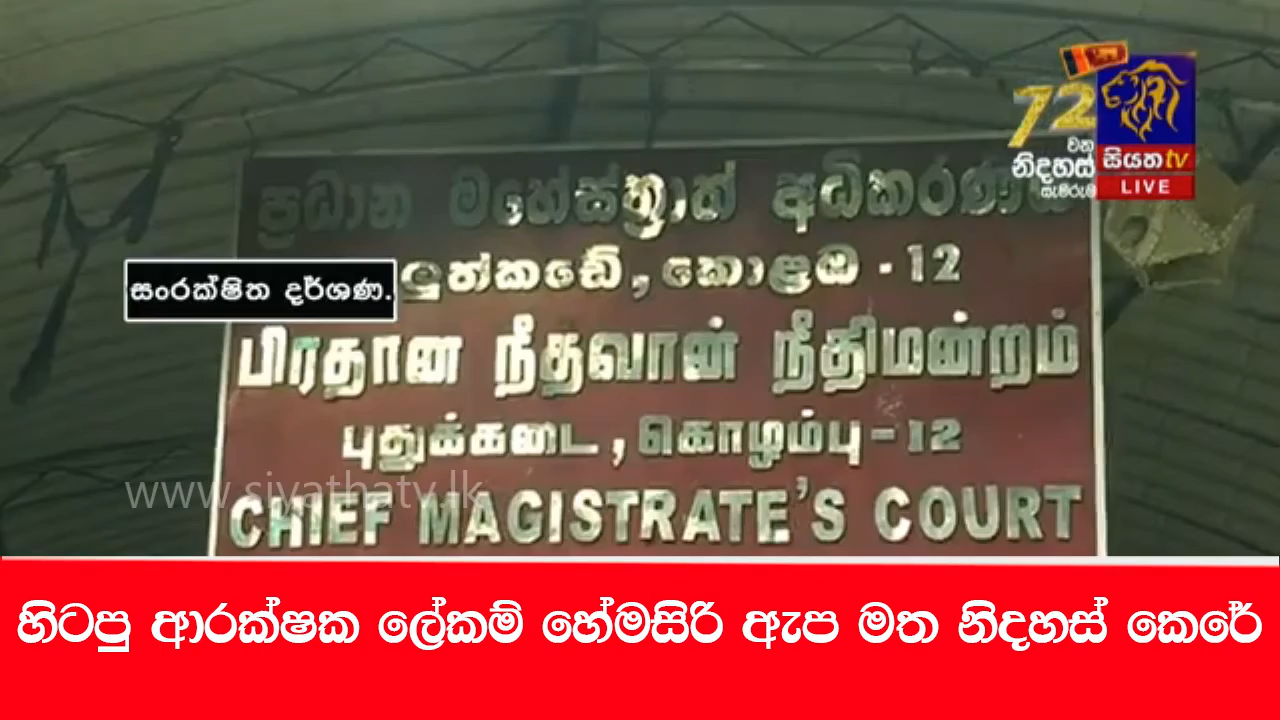 72
වන
නිදහස්
සැමරුම
සියත tv
LIVE
ප්‍රධාන මහේස්ත්‍රාත් අධිකරණය
අළුත්කඩේ, කොළඹ - 12
සංරක්ෂිත දර්ශණ.
பிரதான நீதவான் நீதிமன்றம்
புதுக்கடை, கொழும்பு - 12
www.siyathatv.lk
CHIEF MAGISTRATE'S COURT
හිටපු ආරක්ෂක ලේකම් හේමසිරි ඇප මත නිදහස් කෙරේ